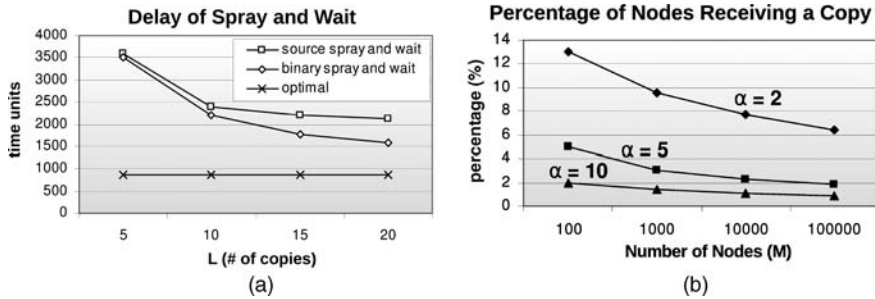 Delay of Spray and Wait
4000
3500
3000
2500
2000
1500
1000
500
0
time units
source spray and wait
binary spray and wait
optimal
5 10 15 20
L (# of copies)
(a)
Percentage of Nodes Receiving a Copy
14
12
10
8
6
4
2
0
percentage (%)
α = 2
α = 5
α = 10
100 1000 10000 100000
Number of Nodes (M)
(b)